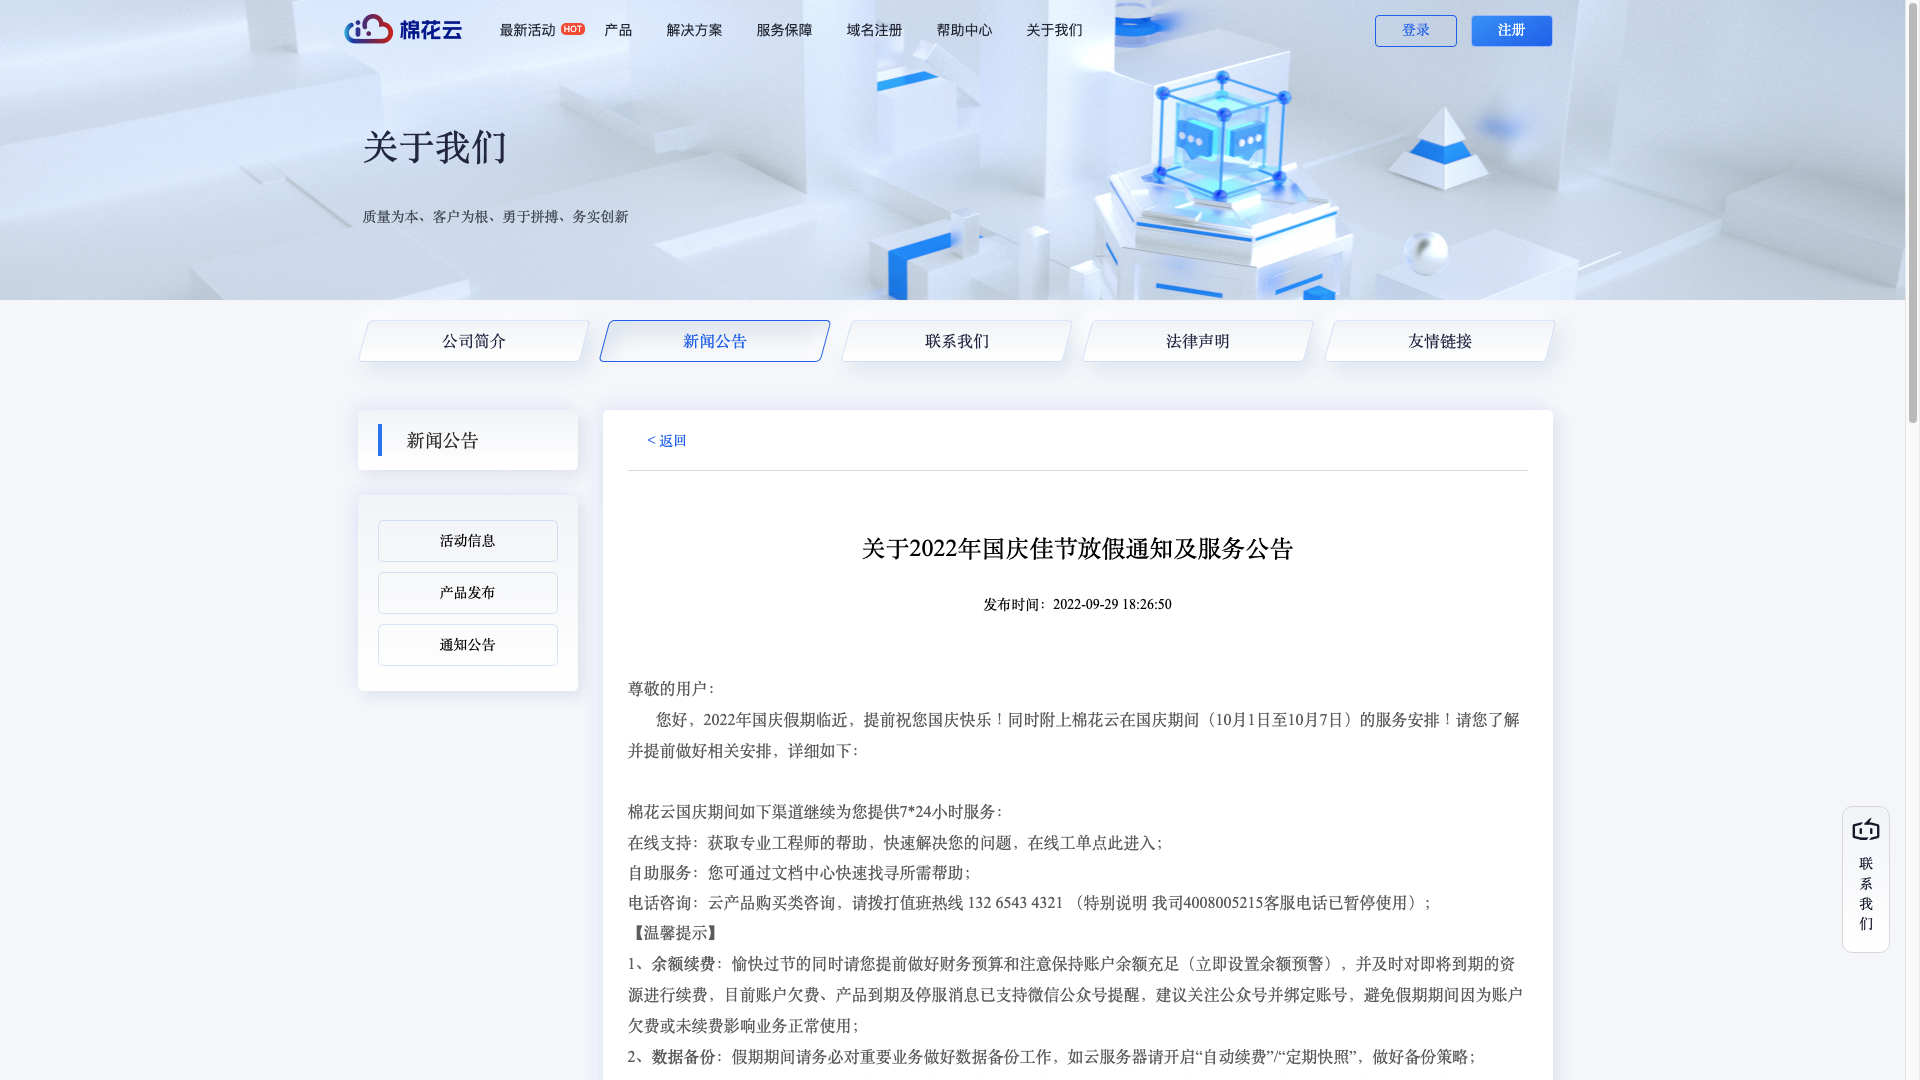 棉花云
最新活动 HOT 产品 解决方案 服务保障 域名注册 帮助中心 关于我们 登录 注册
关于我们
质量为本、客户为根、勇于拼搏、务实创新
公司简介 新闻公告 联系我们 法律声明 友情链接
新闻公告
活动信息
产品发布
通知公告
< 返回
关于2022年国庆佳节放假通知及服务公告
发布时间：2022-09-29 18:26:50
尊敬的用户：
您好，2022年国庆假期临近，提前祝您国庆快乐！同时附上棉花云在国庆期间（10月1日至10月7日）的服务安排！请您了解
并提前做好相关安排，详细如下：
棉花云国庆期间如下渠道继续为您提供7*24小时服务：
在线支持：获取专业工程师的帮助，快速解决您的问题，在线工单点此进入；
自助服务：您可通过文档中心快速找寻所需帮助；
电话咨询：云产品购买类咨询，请拨打值班热线 132 6543 4321 （特别说明 我司4008005215客服电话已暂停使用）；
【温馨提示】
1、余额续费：愉快过节的同时请您提前做好财务预算和注意保持账户余额充足（立即设置余额预警），并及时对即将到期的资
源进行续费，目前账户欠费、产品到期及停服消息已支持微信公众号提醒，建议关注公众号并绑定账号，避免假期期间因为账户
欠费或未续费影响业务正常使用；
2、数据备份：假期期间请务必对重要业务做好数据备份工作，如云服务器请开启“自动续费”/“定期快照”，做好备份策略；
联
系
我
们